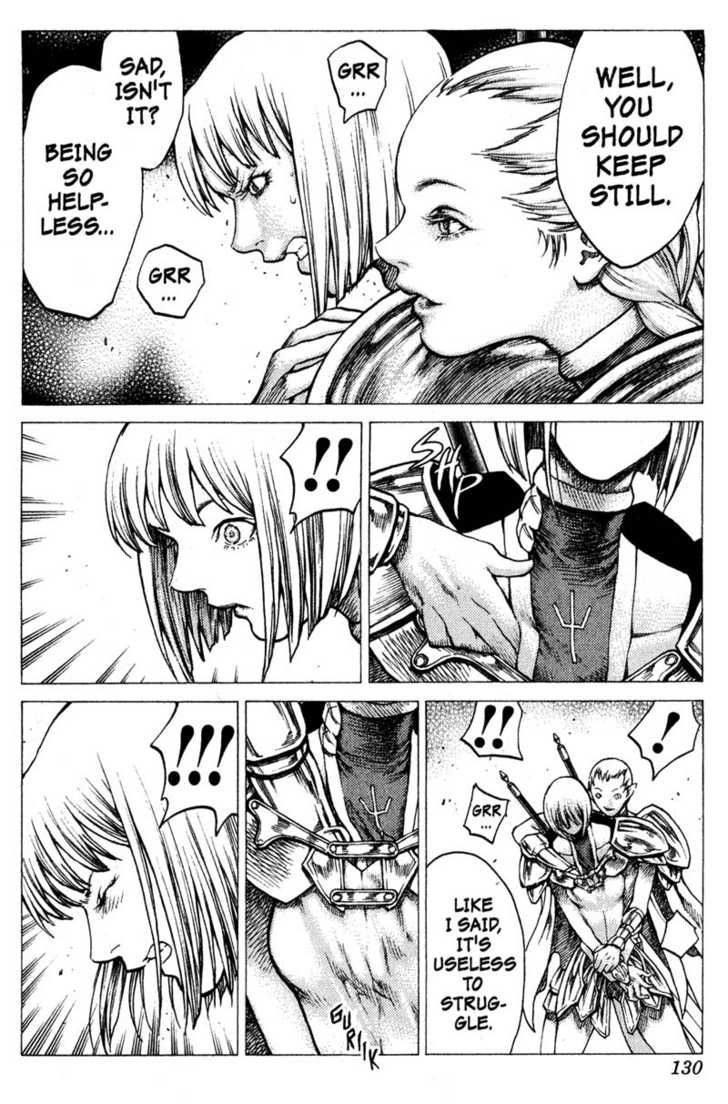 WELL,
YOU
SHOULD
KEEP
STILL.
GRR
...
SAD,
ISN'T
IT?
BEING
SO
HELP-
LESS...
GRR
...
SHP
!!
!
!!
GRR
...
LIKE
I SAID,
IT'S
USELESS
TO
STRUG-
GLE.
GURIIK
!!!
130